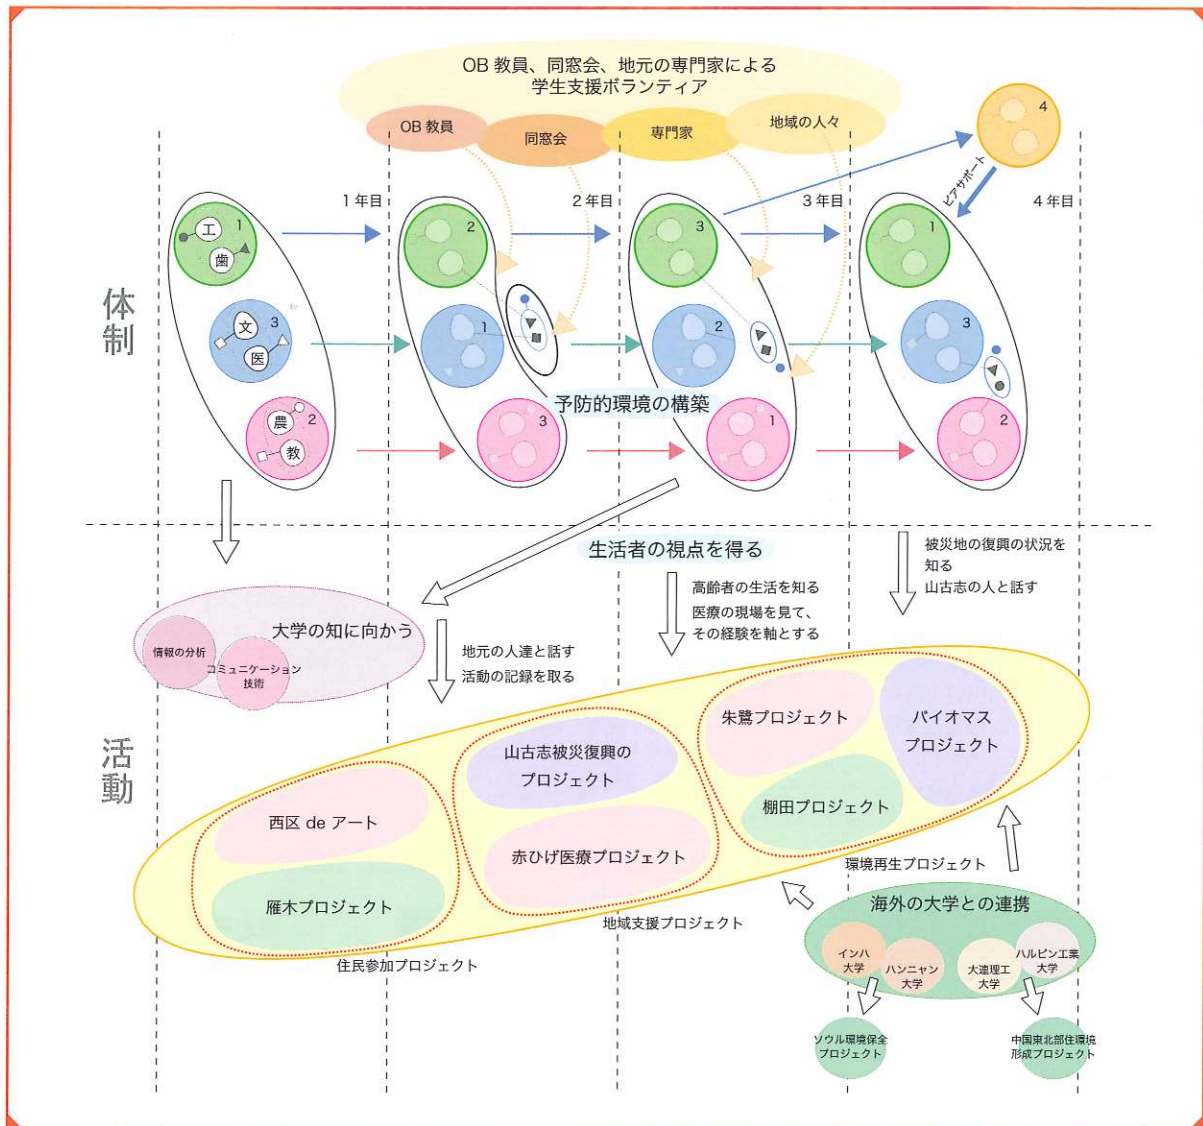 OB 教員、同窓会、地元の専門家による
学生支援ボランティア
OB 教員
同窓会
専門家
地域の人々
4
ピアサポート
1 年目
2 年目
3 年目
4 年目
体制
1
工
歯
3
文
医
2
農
教
2
1
3
3
2
1
1
3
2
予防的環境の構築
生活者の視点を得る
被災地の復興の状況を
知る
山古志の人と話す
高齢者の生活を知る
医療の現場を見て、
その経験を軸とする
大学の知に向かう
情報の分析
コミュニケーション
技術
地元の人達と話す
活動の記録を取る
活動
朱鷺プロジェクト
バイオマス
プロジェクト
棚田プロジェクト
山古志被災復興の
プロジェクト
赤ひげ医療プロジェクト
西区 de アート
雁木プロジェクト
環境再生プロジェクト
地域支援プロジェクト
住民参加プロジェクト
海外の大学との連携
インハ
大学
ハンニャン
大学
大連理工
大学
ハルピン工業
大学
ソウル環境保全
プロジェクト
中国東北部住環境
形成プロジェクト